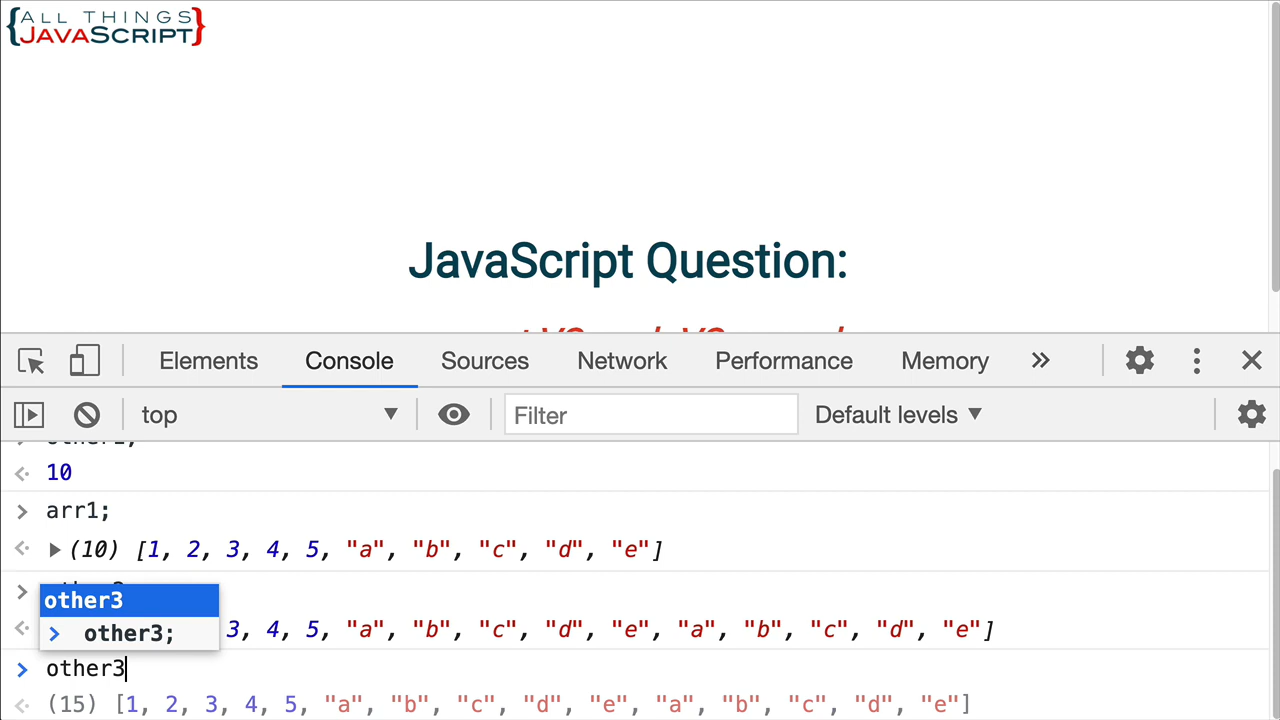 {ALL THINGS
JAVASCRIPT}
JavaScript Question:
Elements Console Sources Network Performance Memory »
top ▼ Filter Default levels ▼
10
> arr1;
▶ (10) [1, 2, 3, 4, 5, "a", "b", "c", "d", "e"]
other3
> other3;
3, 4, 5, "a", "b", "c", "d", "e", "a", "b", "c", "d", "e"]
> other3
(15) [1, 2, 3, 4, 5, "a", "b", "c", "d", "e", "a", "b", "c", "d", "e"]